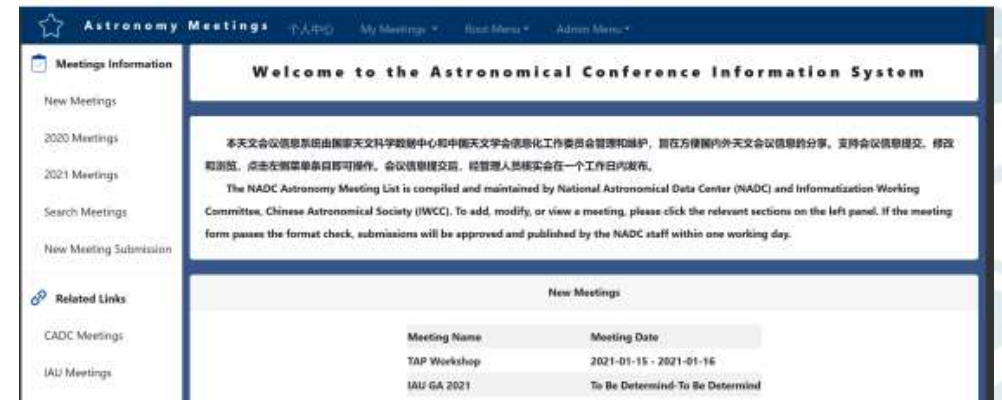 Astronomy Meetings 个人中心 My Meetings Root Menu Admin Menu
Meetings Information
New Meetings
2020 Meetings
2021 Meetings
Search Meetings
New Meeting Submission
Related Links
CADC Meetings
IAU Meetings
Welcome to the Astronomical Conference Information System
本天文会议信息系统由国家天文科学数据中心和中国天文学会信息化工作委员会管理和维护，旨在方便国内外天文会议信息的分享。支持会议信息提交、修改
和浏览，点击左侧菜单条目即可操作。会议信息提交后，经管理人员核实会在一个工作日内发布。
The NADC Astronomy Meeting List is compiled and maintained by National Astronomical Data Center (NADC) and Informatization Working
Committee, Chinese Astronomical Society (IWCC). To add, modify, or view a meeting, please click the relevant sections on the left panel. If the meeting
form passes the format check, submissions will be approved and published by the NADC staff within one working day.
New Meetings
Meeting Name Meeting Date
TAP Workshop 2021-01-15 - 2021-01-16
IAU GA 2021 To Be Determind-To Be Determind